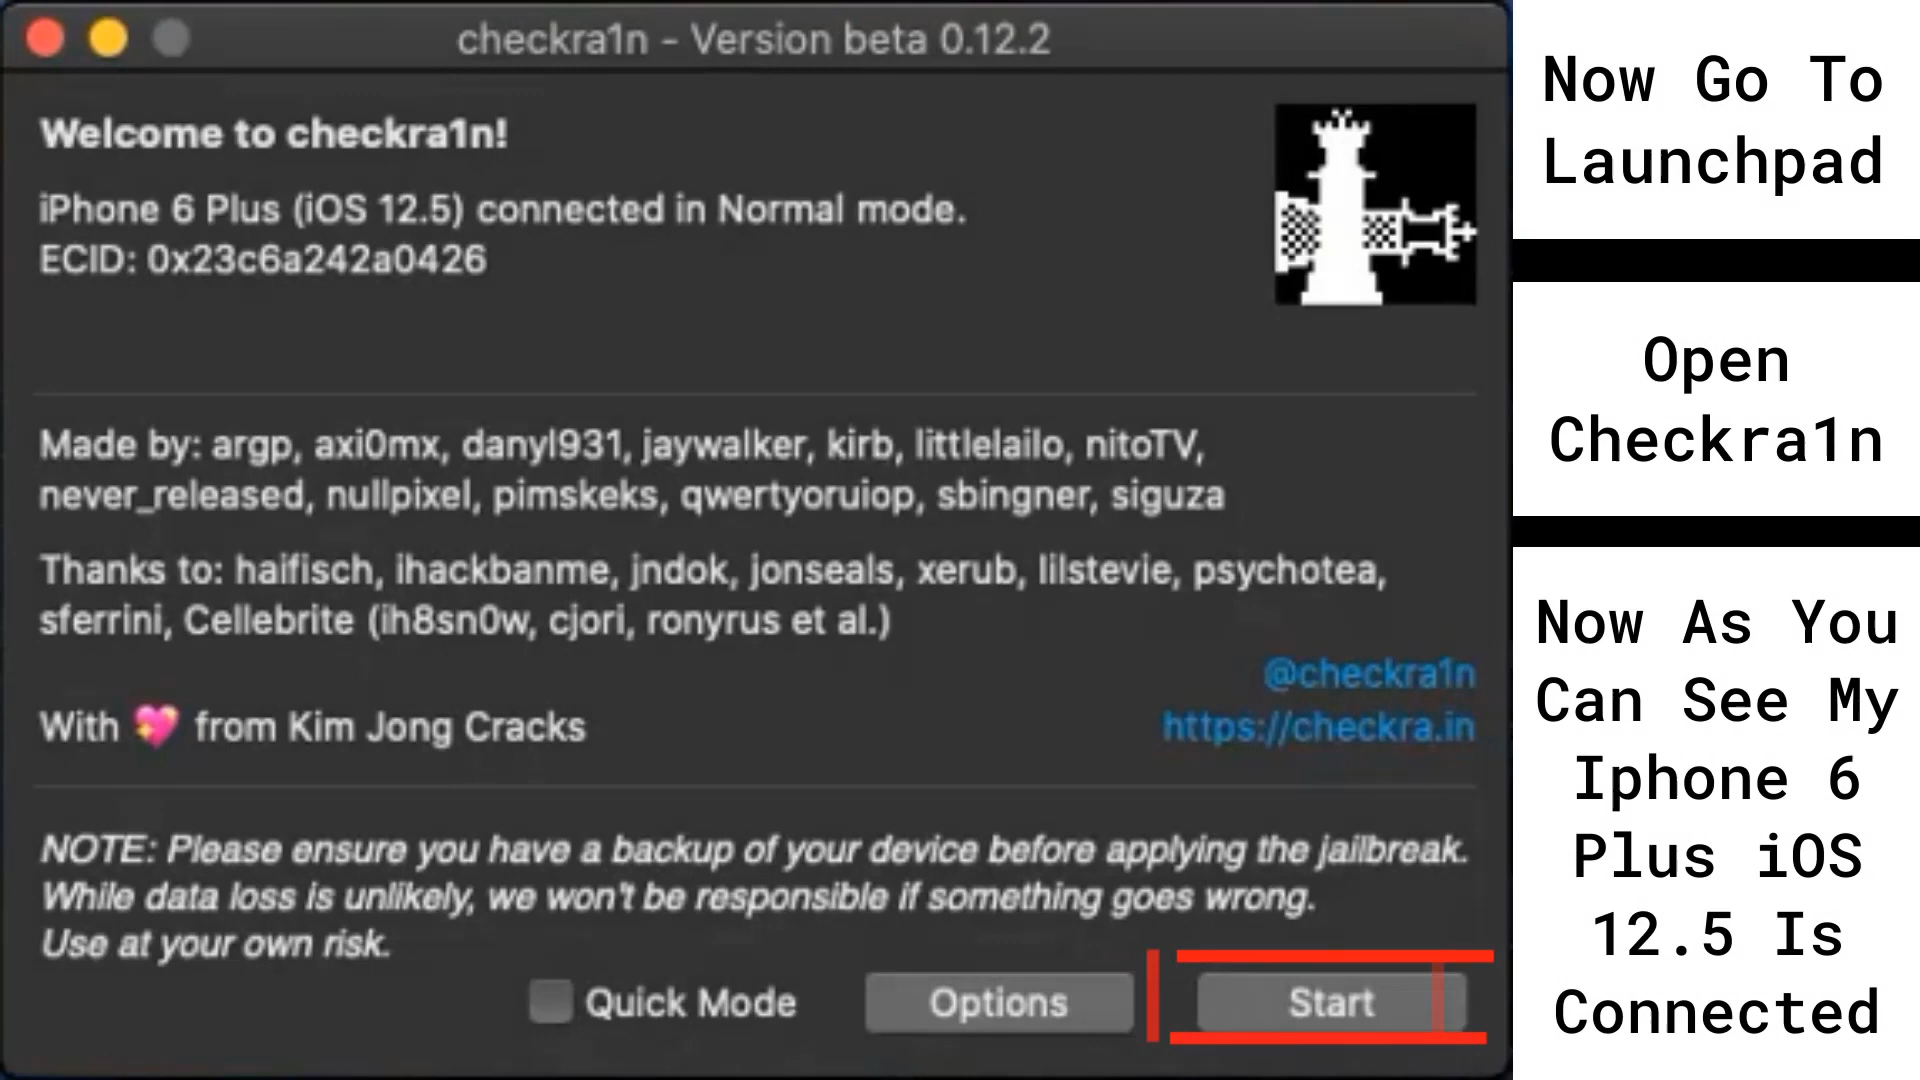 checkra1n - Version beta 0.12.2
Welcome to checkra1n!
iPhone 6 Plus (iOS 12.5) connected in Normal mode.
ECID: 0x23c6a242a0426
Made by: argp, axi0mx, danyl931, jaywalker, kirb, littlelailo, nitoTV,
never_released, nullpixel, pimskeks, qwertyoruiop, sbingner, siguza
Thanks to: haifisch, ihackbanme, jndok, jonseals, xerub, lilstevie, psychotea,
sferrini, Cellebrite (ih8sn0w, cjori, ronyrus et al.)
@checkra1n
With 💖 from Kim Jong Cracks
https://checkra.in
NOTE: Please ensure you have a backup of your device before applying the jailbreak.
While data loss is unlikely, we won't be responsible if something goes wrong.
Use at your own risk.
Quick Mode
Options
Start
Now Go To
Launchpad
Open
Checkra1n
Now As You
Can See My
Iphone 6
Plus iOS
12.5 Is
Connected